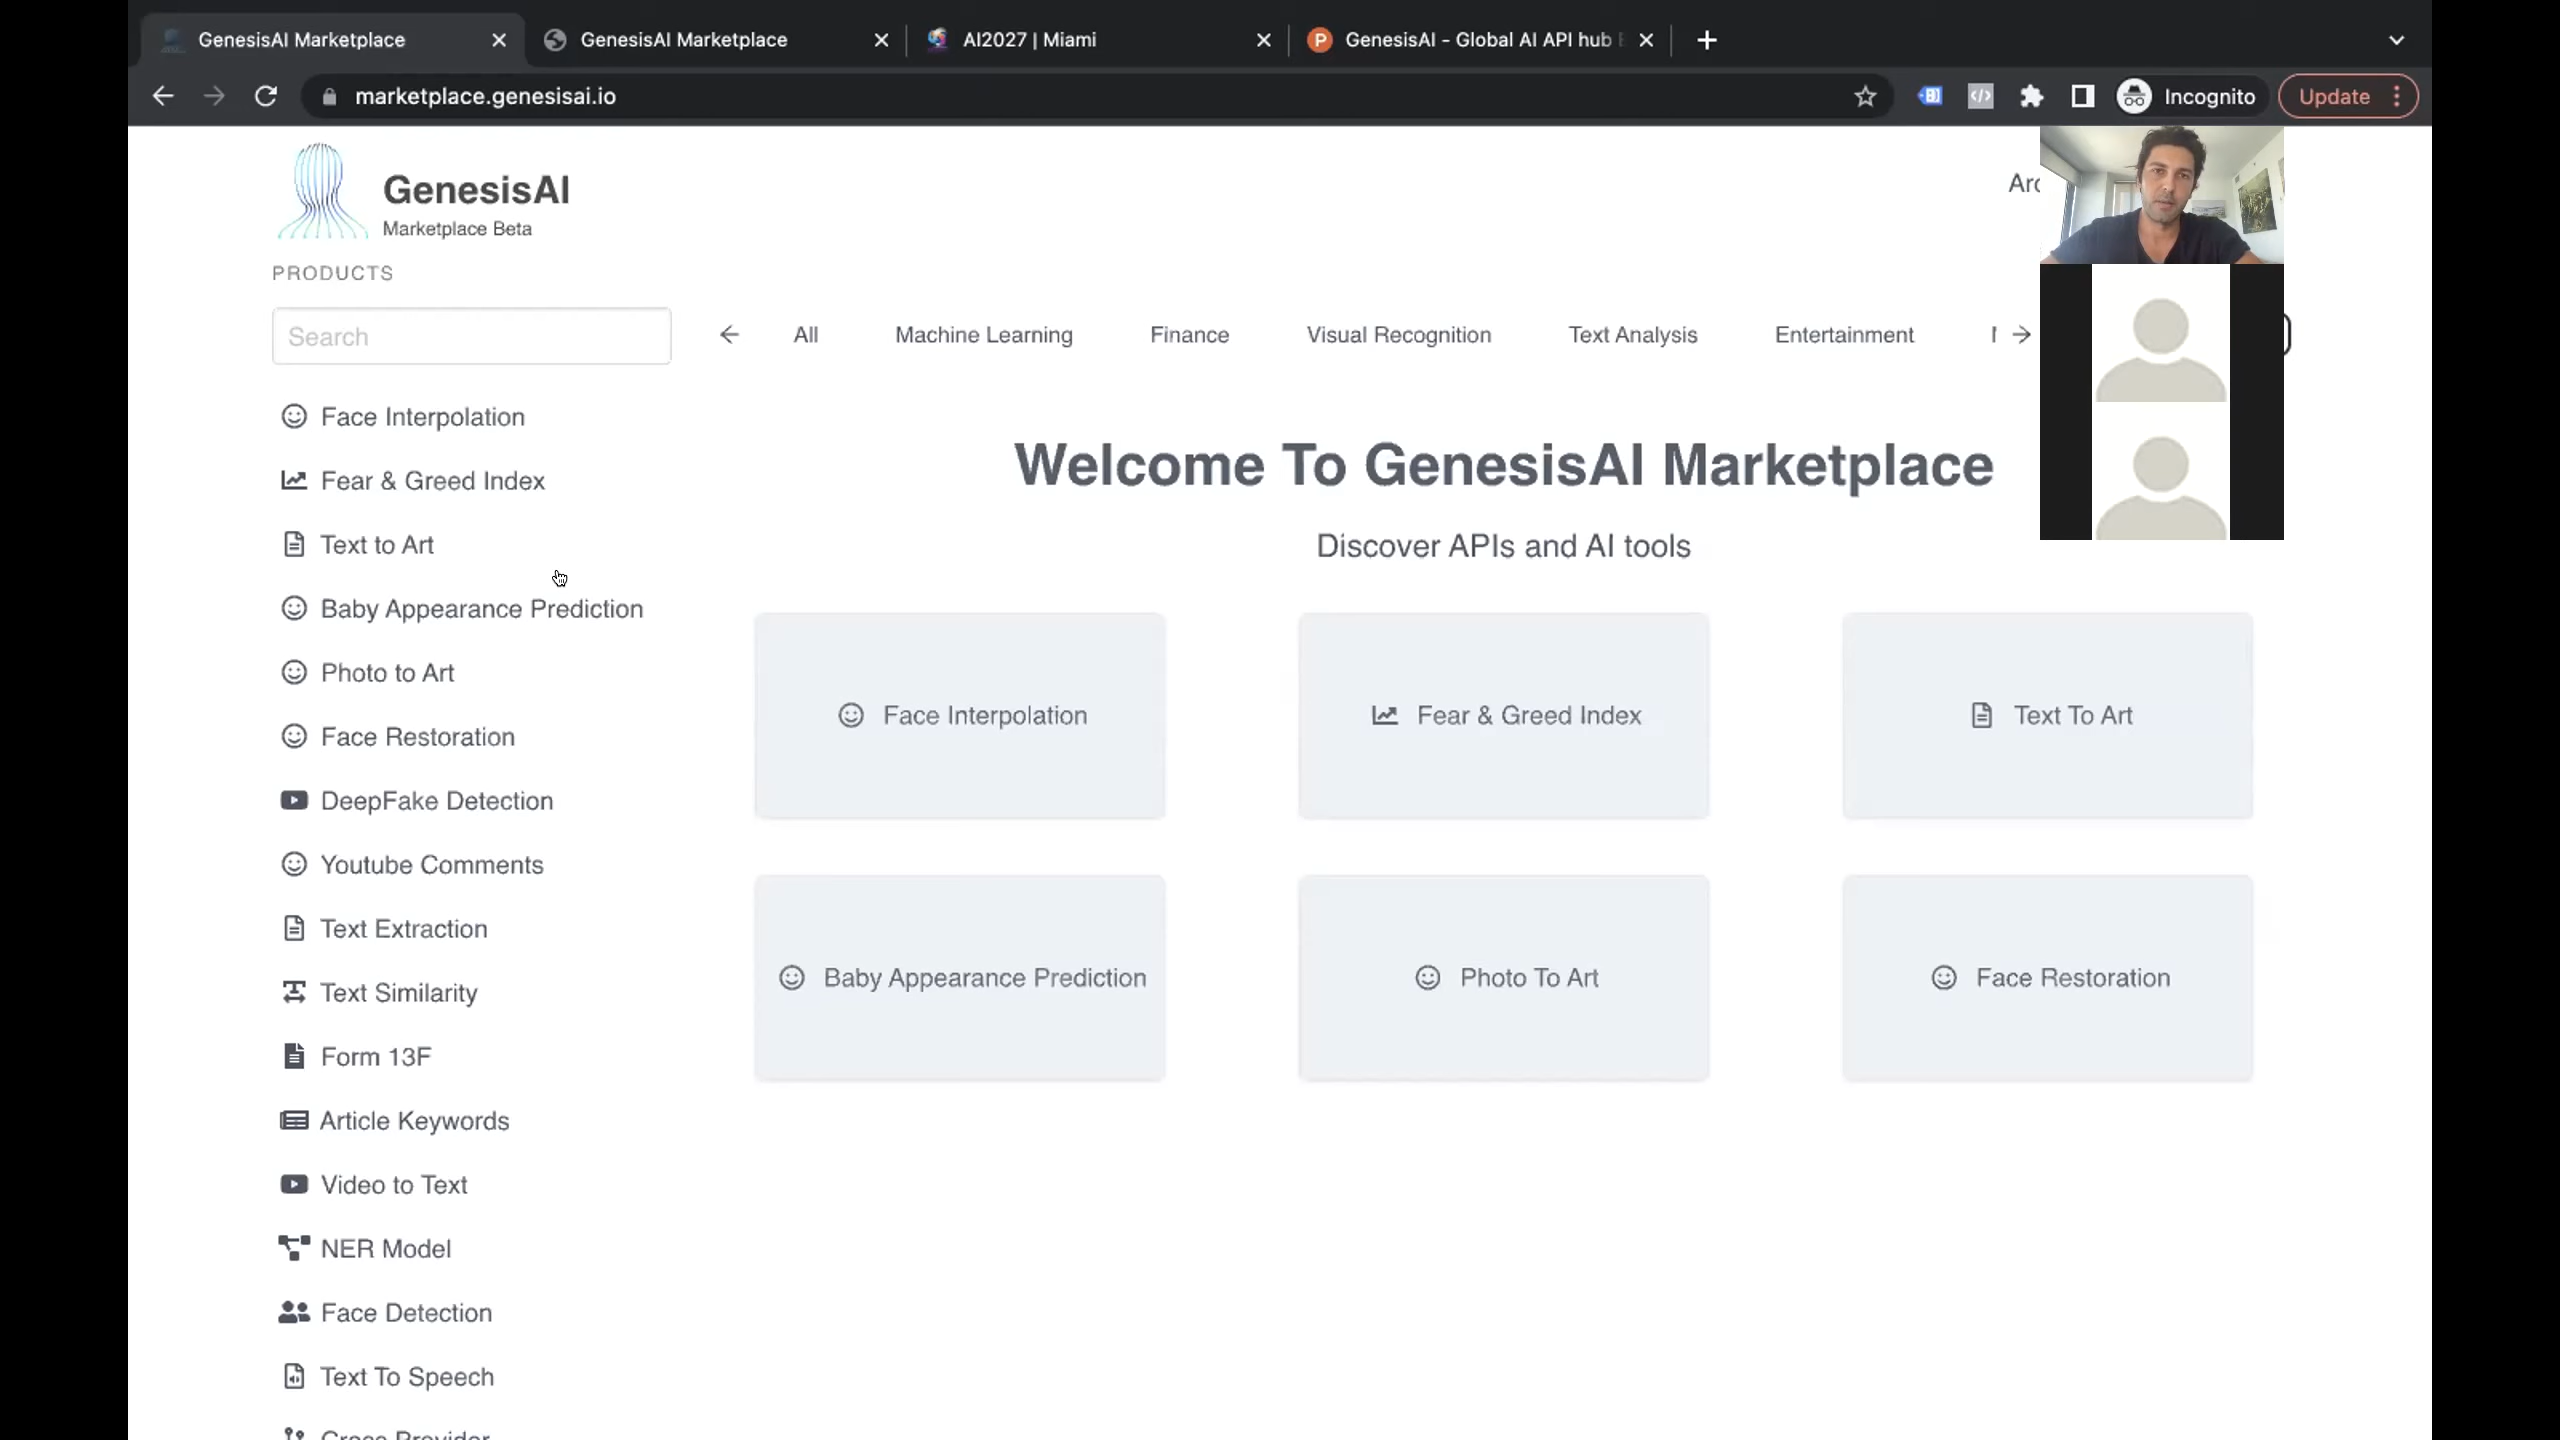 GenesisAI Marketplace
GenesisAI Marketplace
AI2027 | Miami
GenesisAI - Global AI API hub
marketplace.genesisai.io
Incognito
Update
GenesisAI
Marketplace Beta
PRODUCTS
Search
All
Machine Learning
Finance
Visual Recognition
Text Analysis
Entertainment
Face Interpolation
Fear & Greed Index
Text to Art
Baby Appearance Prediction
Photo to Art
Face Restoration
DeepFake Detection
Youtube Comments
Text Extraction
Text Similarity
Form 13F
Article Keywords
Video to Text
NER Model
Face Detection
Text To Speech
Welcome To GenesisAI Marketplace
Discover APIs and AI tools
Face Interpolation
Fear & Greed Index
Text To Art
Baby Appearance Prediction
Photo To Art
Face Restoration